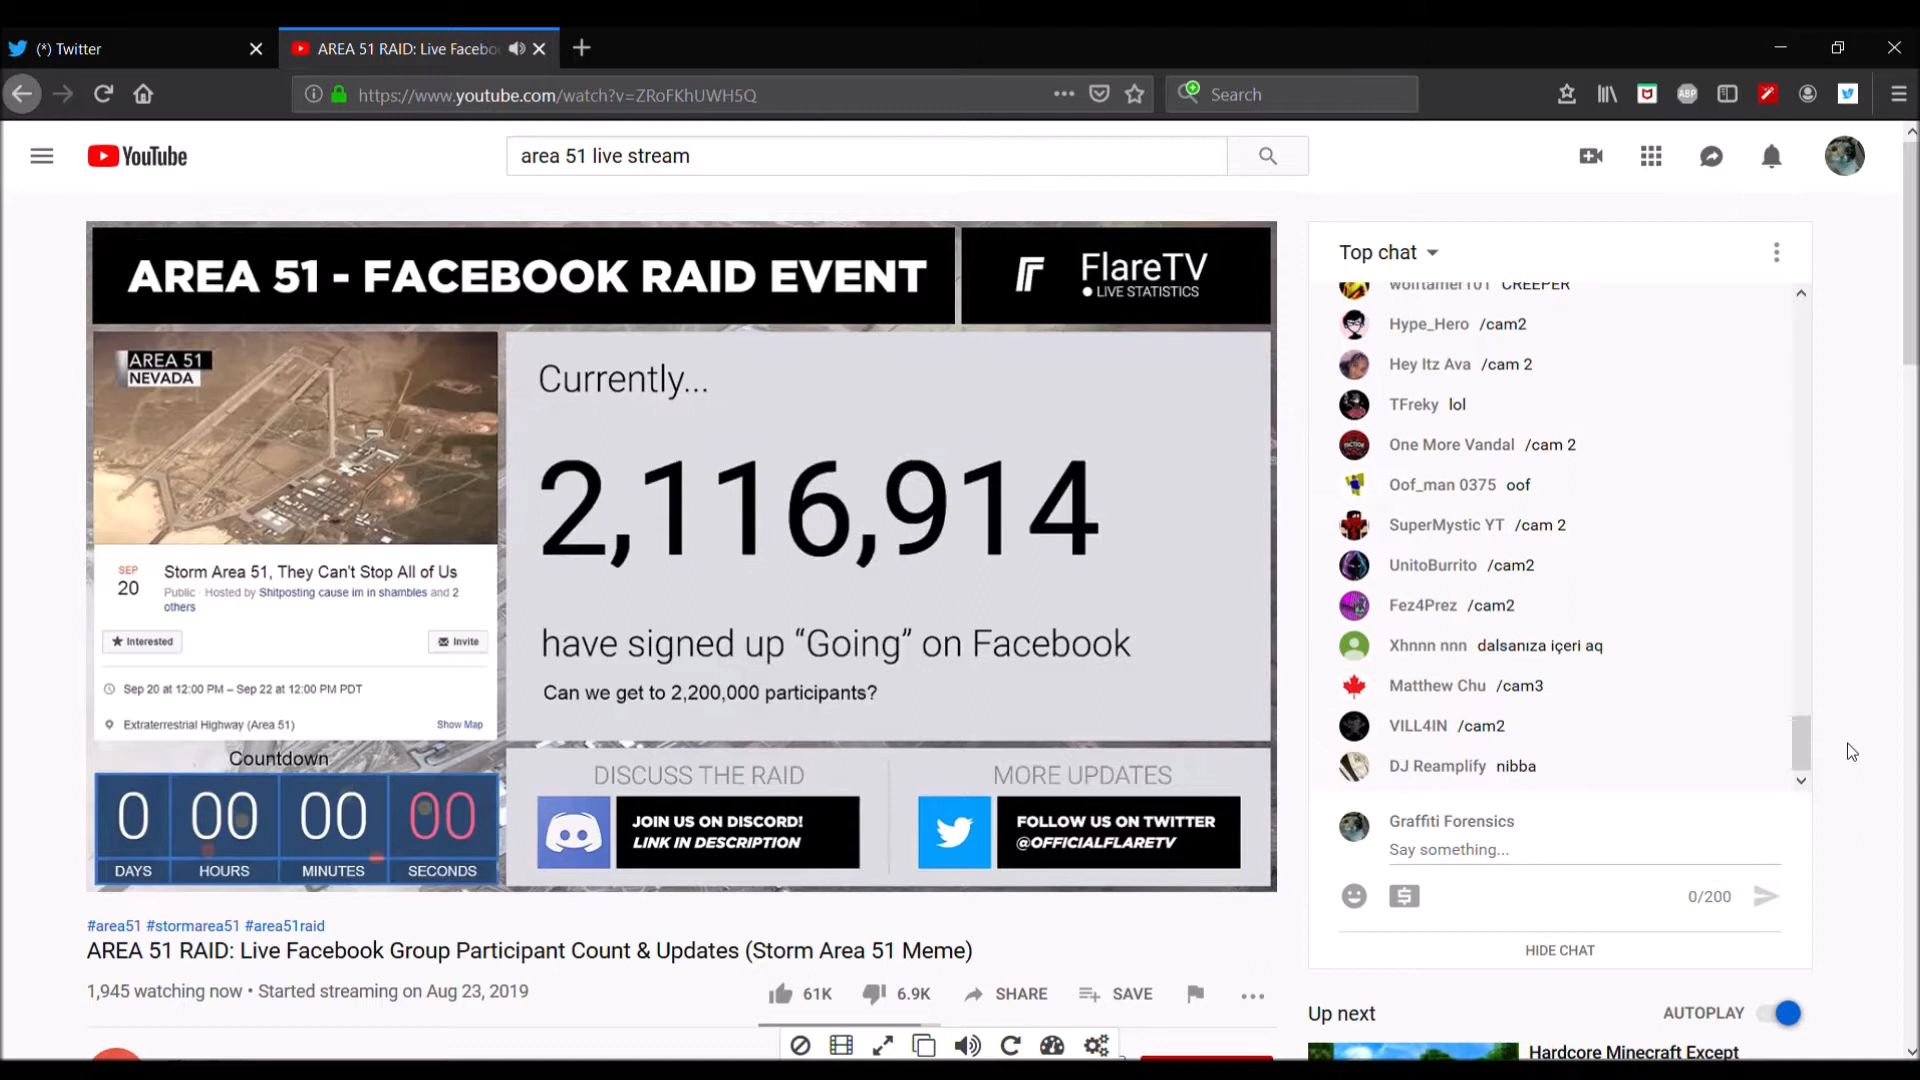 (*) Twitter
AREA 51 RAID: Live Facebo
https://www.youtube.com/watch?v=ZRoFKhUWH5Q
Search
ABP
YouTube
area 51 live stream
AREA 51 - FACEBOOK RAID EVENT
FlareTV
LIVE STATISTICS
AREA 51
NEVADA
SEP
20
Storm Area 51, They Can't Stop All of Us
Public · Hosted by Shitposting cause im in shambles and 2
others
Interested
Invite
Sep 20 at 12:00 PM – Sep 22 at 12:00 PM PDT
Extraterrestrial Highway (Area 51)
Show Map
Countdown
0 00 00 00
DAYS HOURS MINUTES SECONDS
Currently...
2,116,914
have signed up “Going” on Facebook
Can we get to 2,200,000 participants?
DISCUSS THE RAID
JOIN US ON DISCORD!
LINK IN DESCRIPTION
MORE UPDATES
FOLLOW US ON TWITTER
@OFFICIALFLARETV
#area51 #stormarea51 #area51raid
AREA 51 RAID: Live Facebook Group Participant Count & Updates (Storm Area 51 Meme)
1,945 watching now • Started streaming on Aug 23, 2019
61K
6.9K
SHARE
SAVE
Top chat
wolftamer101 CREEPER
Hype_Hero /cam2
Hey Itz Ava /cam 2
TFreky lol
One More Vandal /cam 2
Oof_man 0375 oof
SuperMystic YT /cam 2
UnitoBurrito /cam2
Fez4Prez /cam2
Xhnnn nnn dalsanıza içeri aq
Matthew Chu /cam3
VILL4IN /cam2
DJ Reamplify nibba
Graffiti Forensics
Say something...
0/200
HIDE CHAT
Up next
AUTOPLAY
Hardcore Minecraft Except